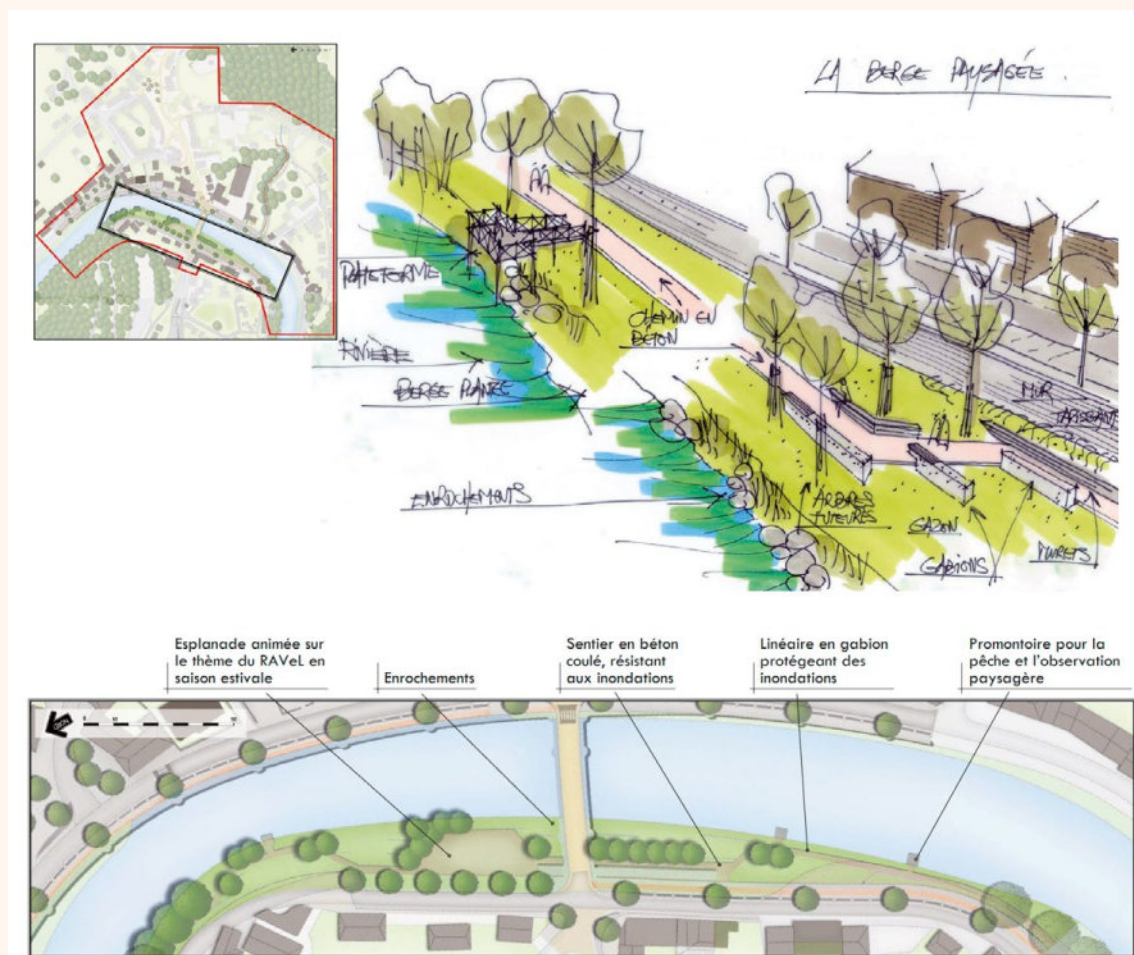 LA BERGE PAYSAGÉE.
PLATEFORME
RIVIÈRE
BERGE PLANTÉE
ENROCHEMENTS
CHEMIN EN
BÉTON
MUR
ARBRES
TUTEURÉS
GAZON
GABIONS
MURETS
Esplanade animée sur
le thème du RAVeL en
saison estivale
Enrochements
Sentier en béton
coulé, résistant
aux inondations
Linéaire en gabion
protégeant des
inondations
Promontoire pour la
pêche et l'observation
paysagère